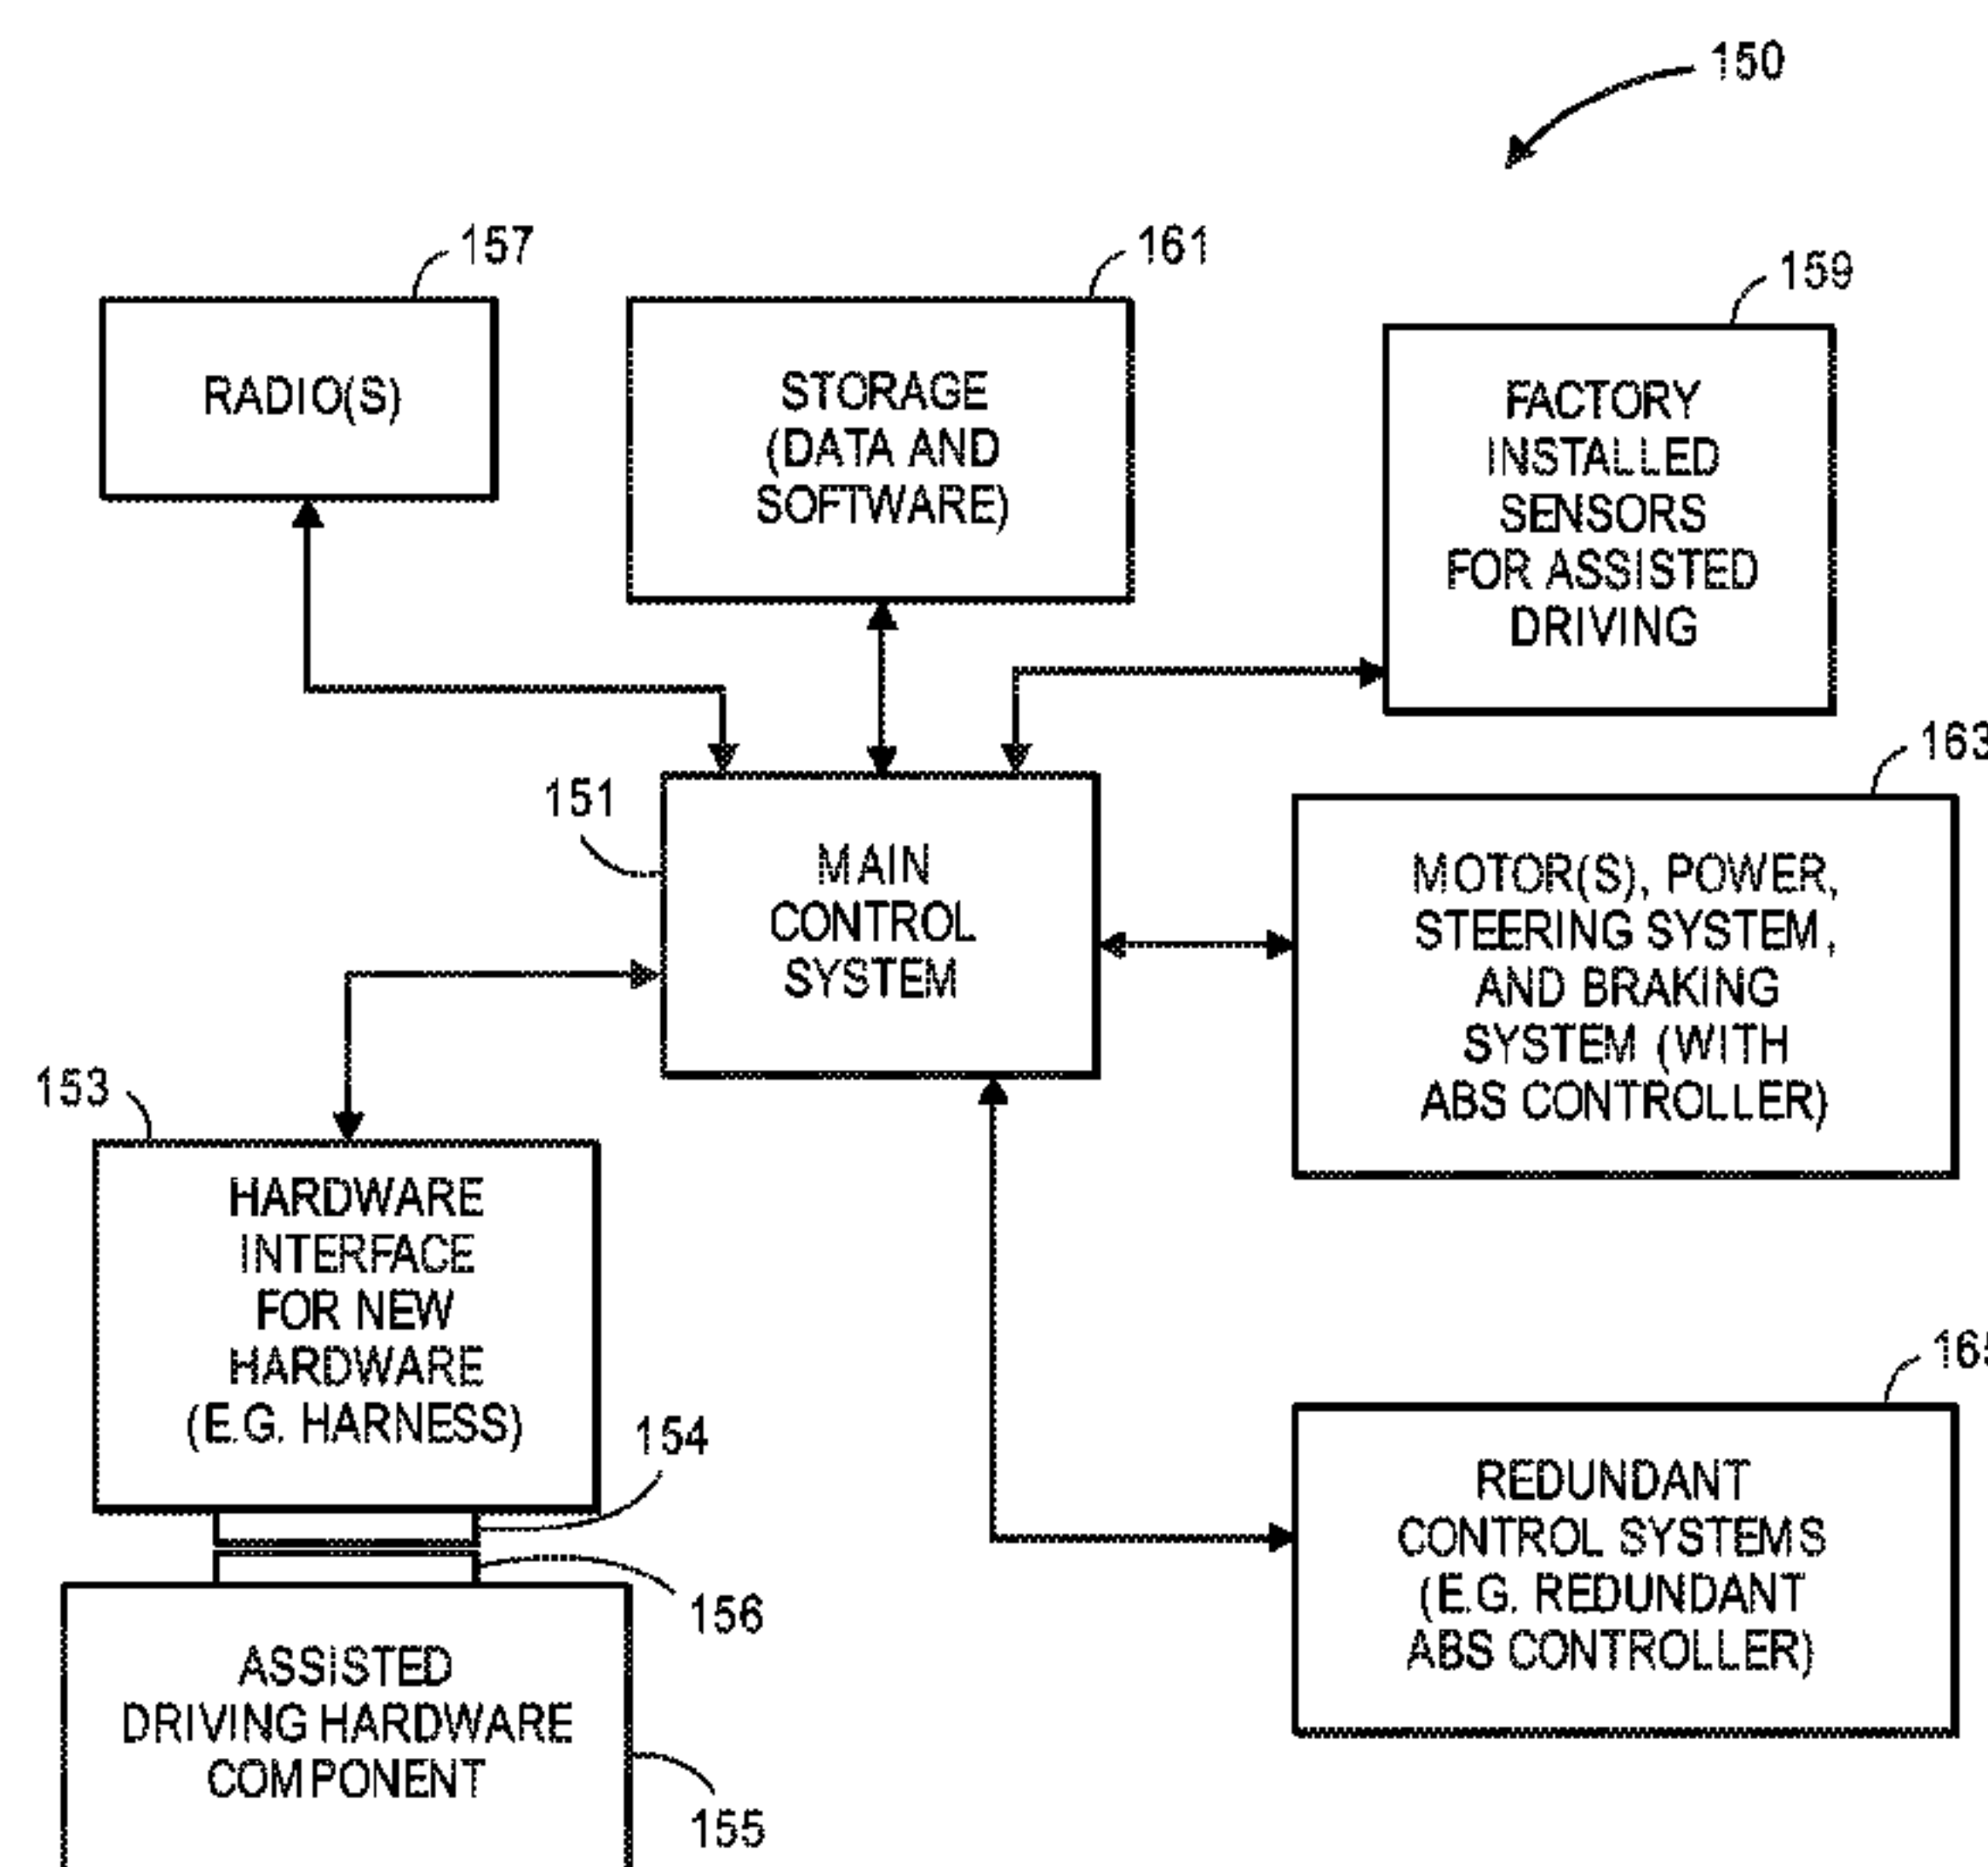 150
157
161
159
RADIO(S)
STORAGE
(DATA AND
SOFTWARE)
FACTORY
INSTALLED
SENSORS
FOR ASSISTED
DRIVING
163
151
MAIN
CONTROL
SYSTEM
MOTOR(S), POWER,
STEERING SYSTEM,
AND BRAKING
SYSTEM (WITH
ABS CONTROLLER)
153
HARDWARE
INTERFACE
FOR NEW
HARDWARE
(E.G. HARNESS)
154
165
REDUNDANT
CONTROL SYSTEMS
(E.G. REDUNDANT
ABS CONTROLLER)
156
ASSISTED
DRIVING HARDWARE
COMPONENT
155